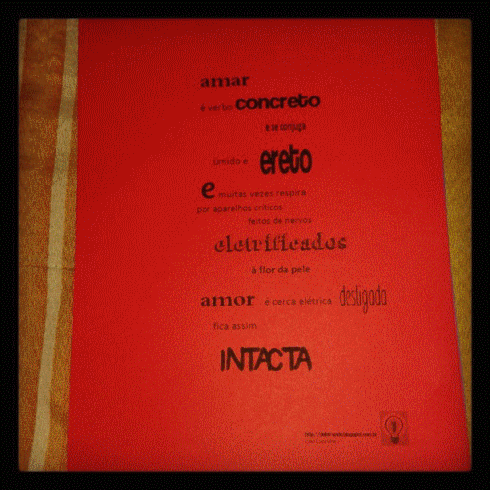 amar
é verbo concreto
e se conjuga
úmido e ereto
e muitas vezes respira
por aparelhos críticos
feitos de nervos
eletrificados
à flor da pele
amor é cerca elétrica desligada
fica assim
INTACTA